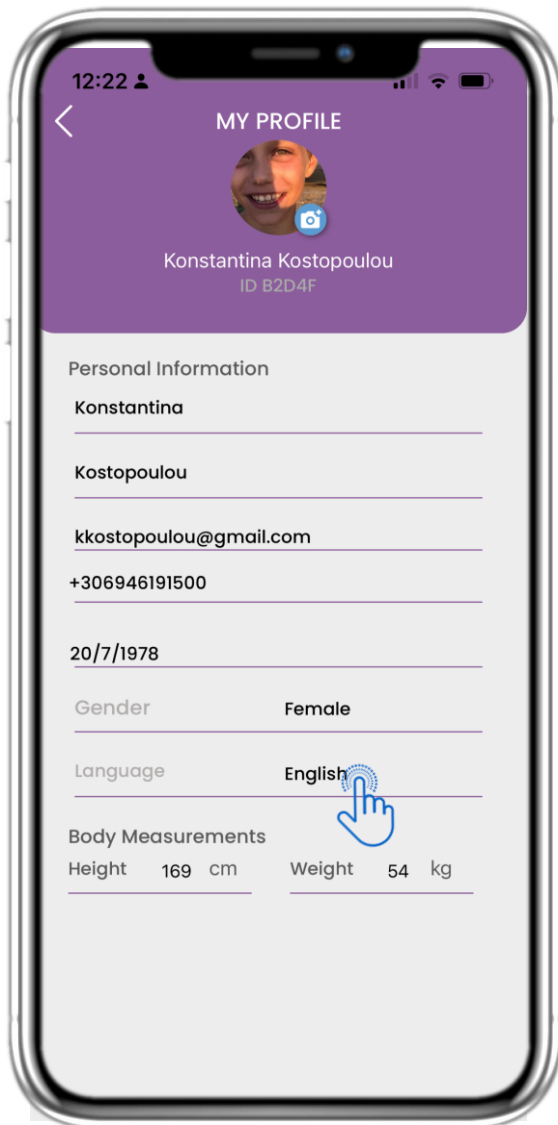 12:22
MY PROFILE
Konstantina Kostopoulou
ID B2D4F
Personal Information
Konstantina
Kostopoulou
kkostopoulou@gmail.com
+306946191500
20/7/1978
Gender Female
Language English
Body Measurements
Height 169 cm Weight 54 kg